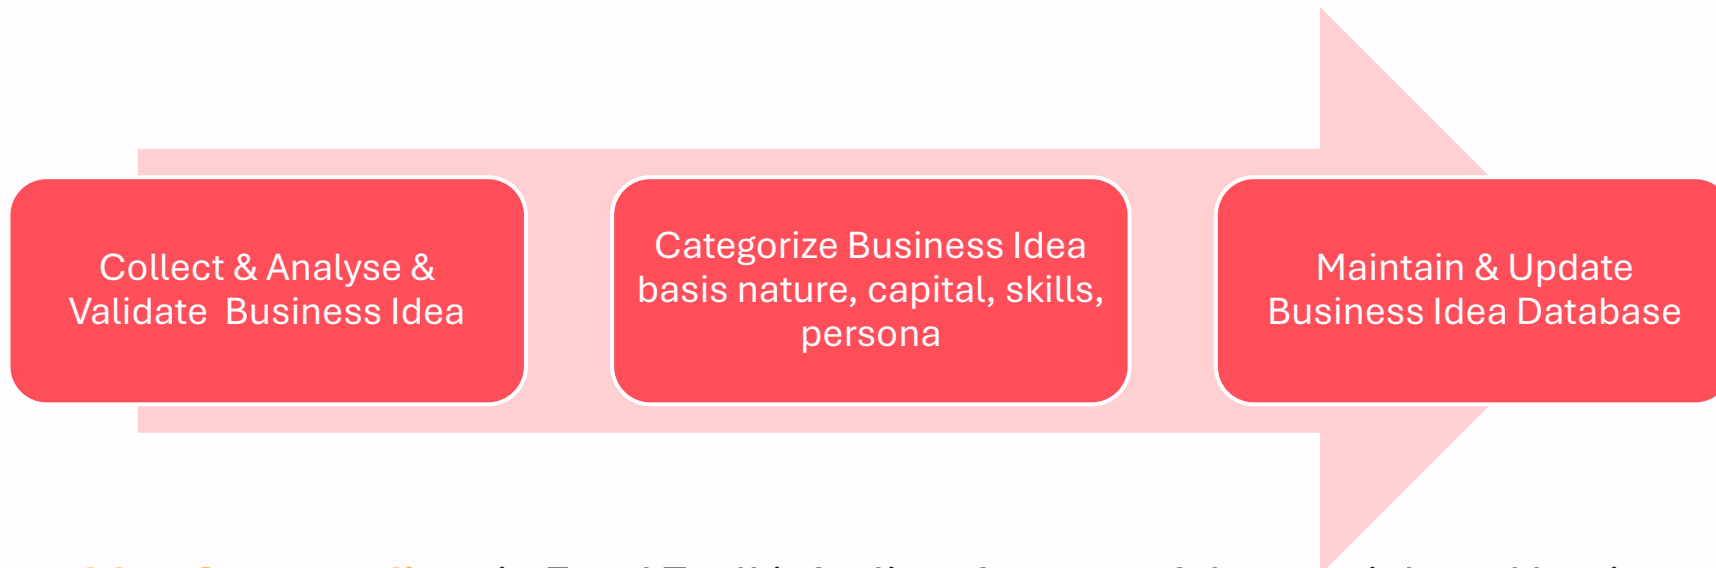 Collect & Analyse &
Validate  Business Idea
Categorize Business Idea
basis nature, capital, skills,
persona
Maintain & Update
Business Idea Database